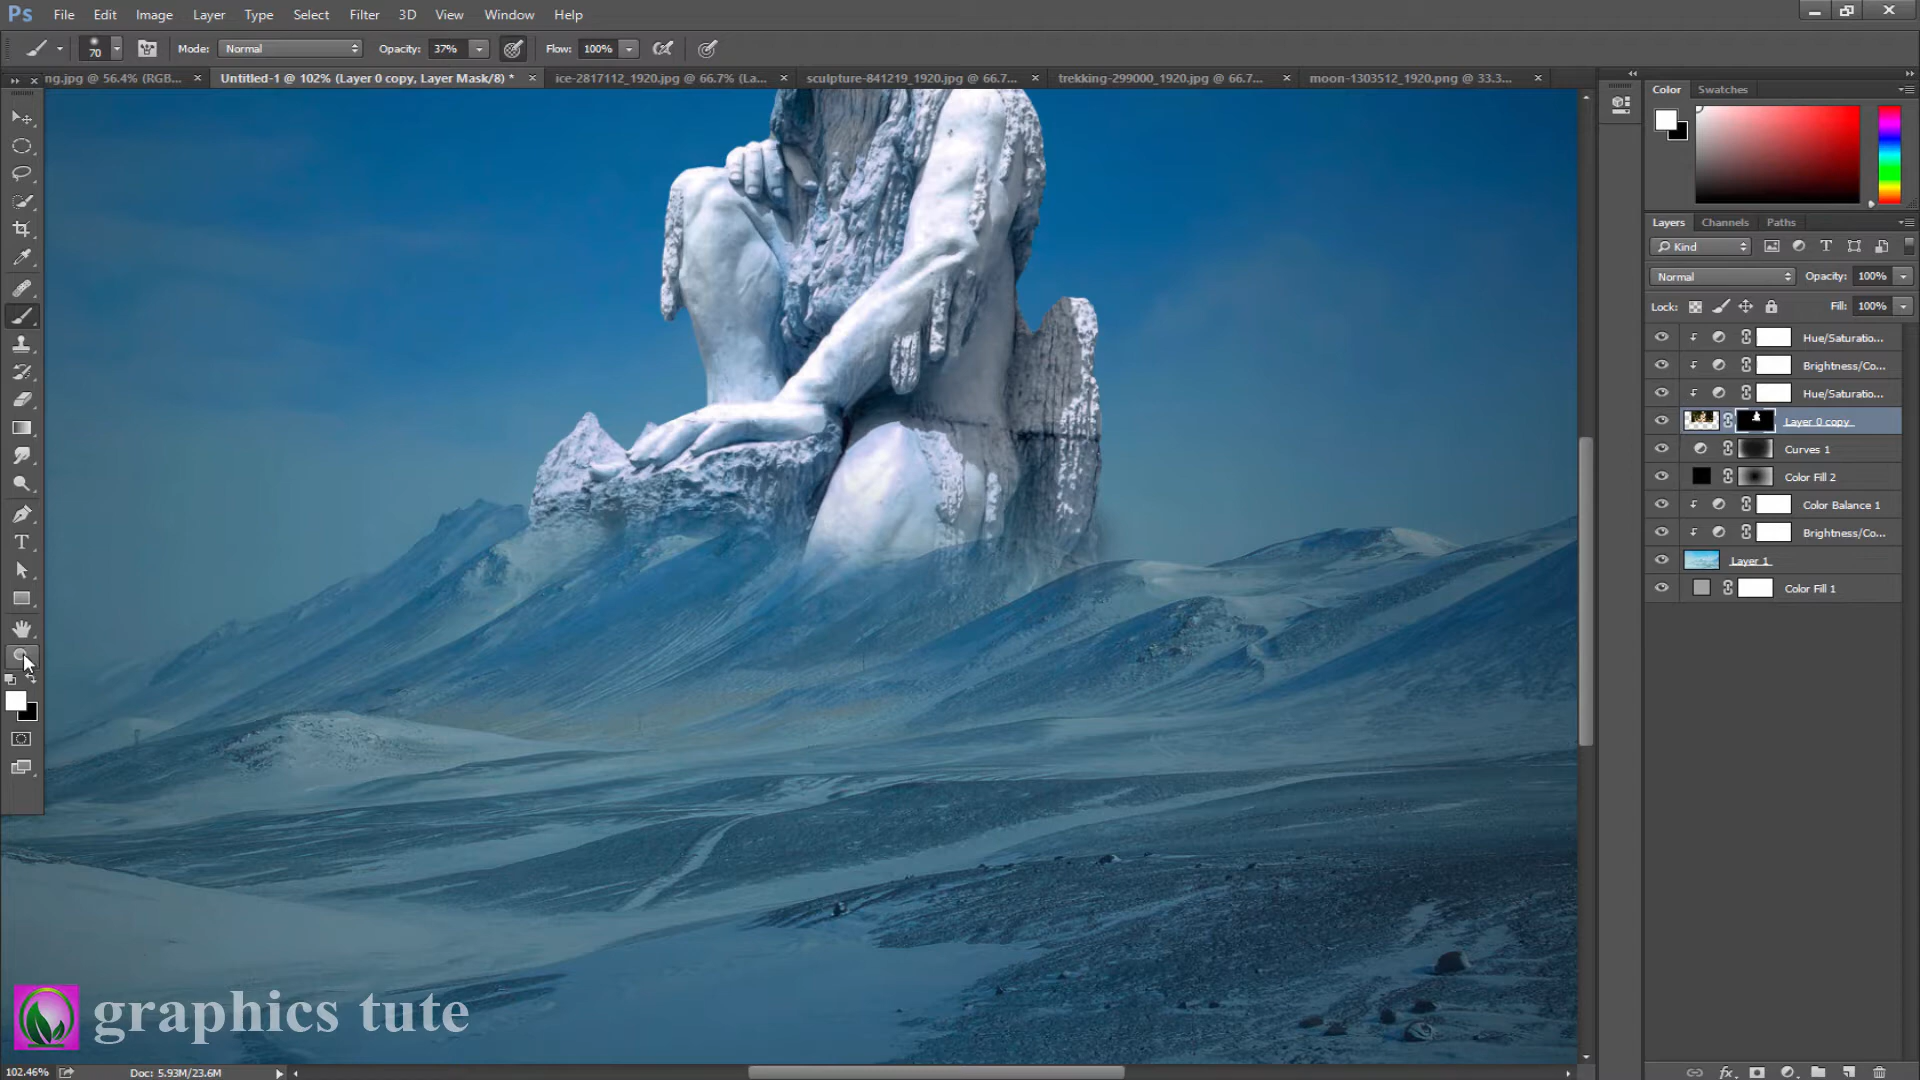 Ps File Edit Image Layer Type Select Filter 3D View Window Help
70 Mode: Normal Opacity: 37% Flow: 100%
ng.jpg @ 56.4% (RGB... × Untitled-1 @ 102% (Layer 0 copy, Layer Mask/8) * × ice-2817112_1920.jpg @ 66.7% (La... × sculpture-841219_1920.jpg @ 66.7... × trekking-299000_1920.jpg @ 66.7... × moon-1303512_1920.png @ 33.3... ×
Color Swatches
Layers Channels Paths
Kind
Normal Opacity: 100%
Lock: Fill: 100%
Hue/Saturatio...
Brightness/Co...
Hue/Saturatio...
Layer 0 copy
Curves 1
Color Fill 2
Color Balance 1
Brightness/Co...
Layer 1
Color Fill 1
graphics tute
102.46% Doc: 5.93M/23.6M
fx